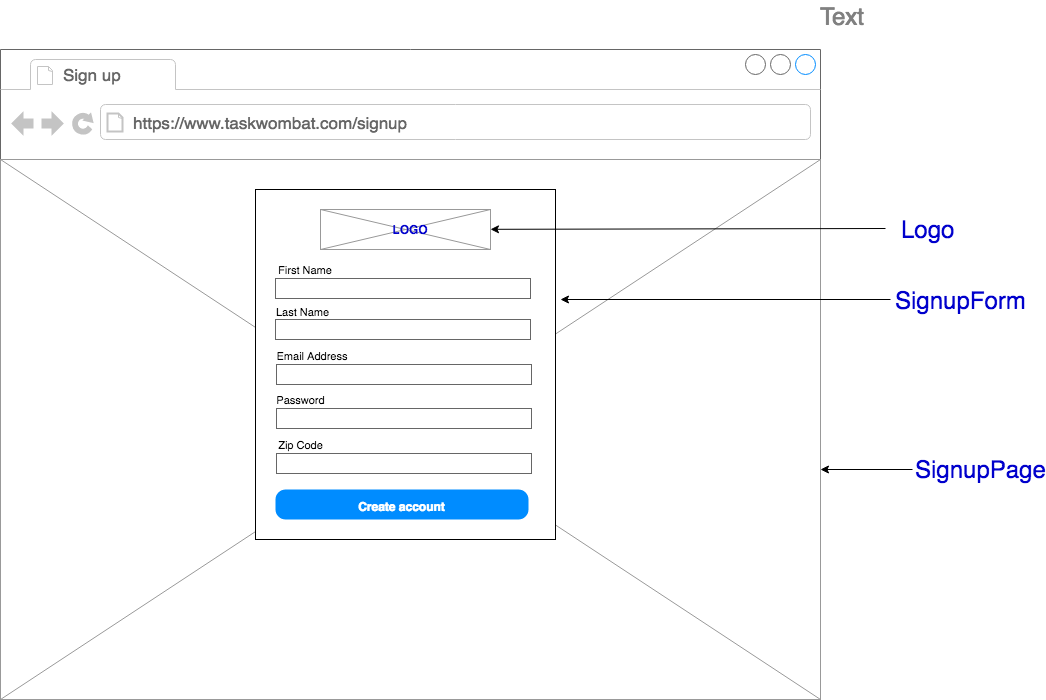 Text
Sign up
https://www.taskwombat.com/signup
LOGO
Logo
First Name
SignupForm
Last Name
Email Address
Password
Zip Code
SignupPage
Create account